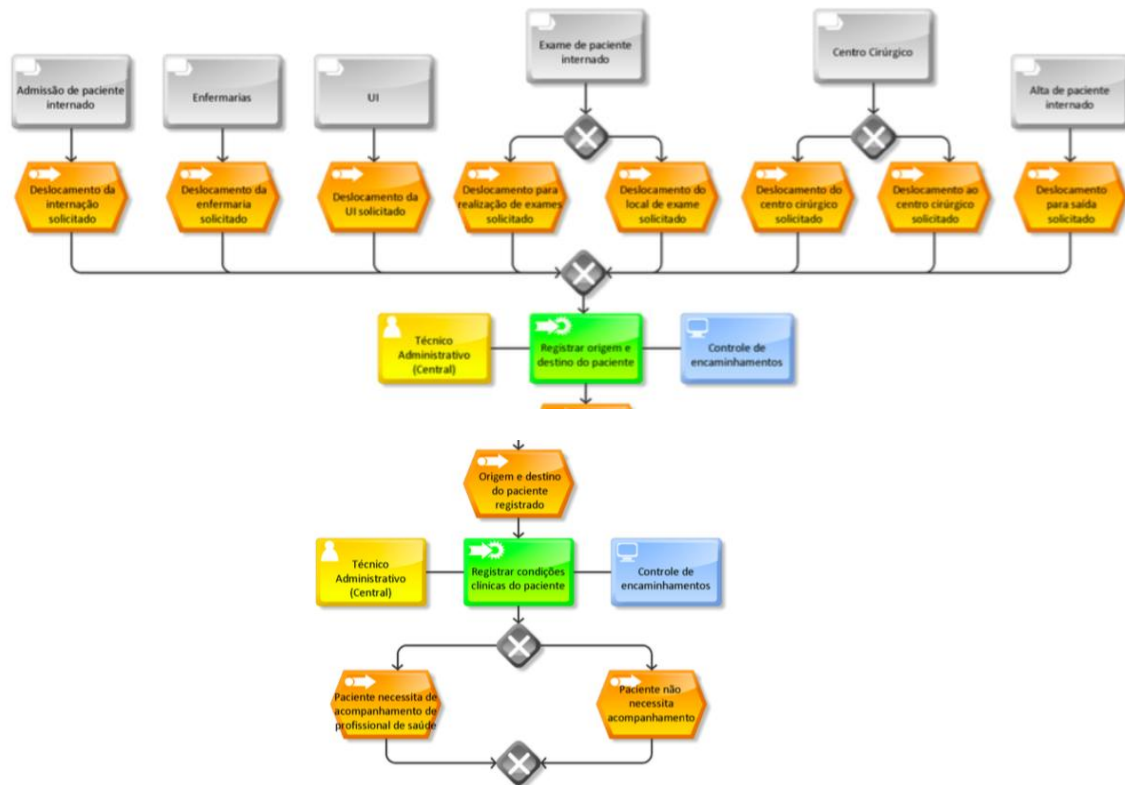 Exame de paciente
internado
Centro Cirúrgico
Admissão de paciente
internado
Enfermarias
UI
Alta de paciente
internado
Deslocamento da
internação
solicitado
Deslocamento da
enfermaria
solicitado
Deslocamento da
UI solicitado
Deslocamento para
realização de exames
solicitado
Deslocamento do
local de exame
solicitado
Deslocamento do
centro cirúrgico
solicitado
Deslocamento ao
centro cirúrgico
solicitado
Deslocamento
para saída
solicitado
Técnico
Administrativo
(Central)
Registrar origem e
destino do paciente
Controle de
encaminhamentos
Origem e destino
do paciente
registrado
Técnico
Administrativo
(Central)
Registrar condições
clínicas do paciente
Controle de
encaminhamentos
Paciente necessita de
acompanhamento de
profissional de saúde
Paciente não
necessita
acompanhamento